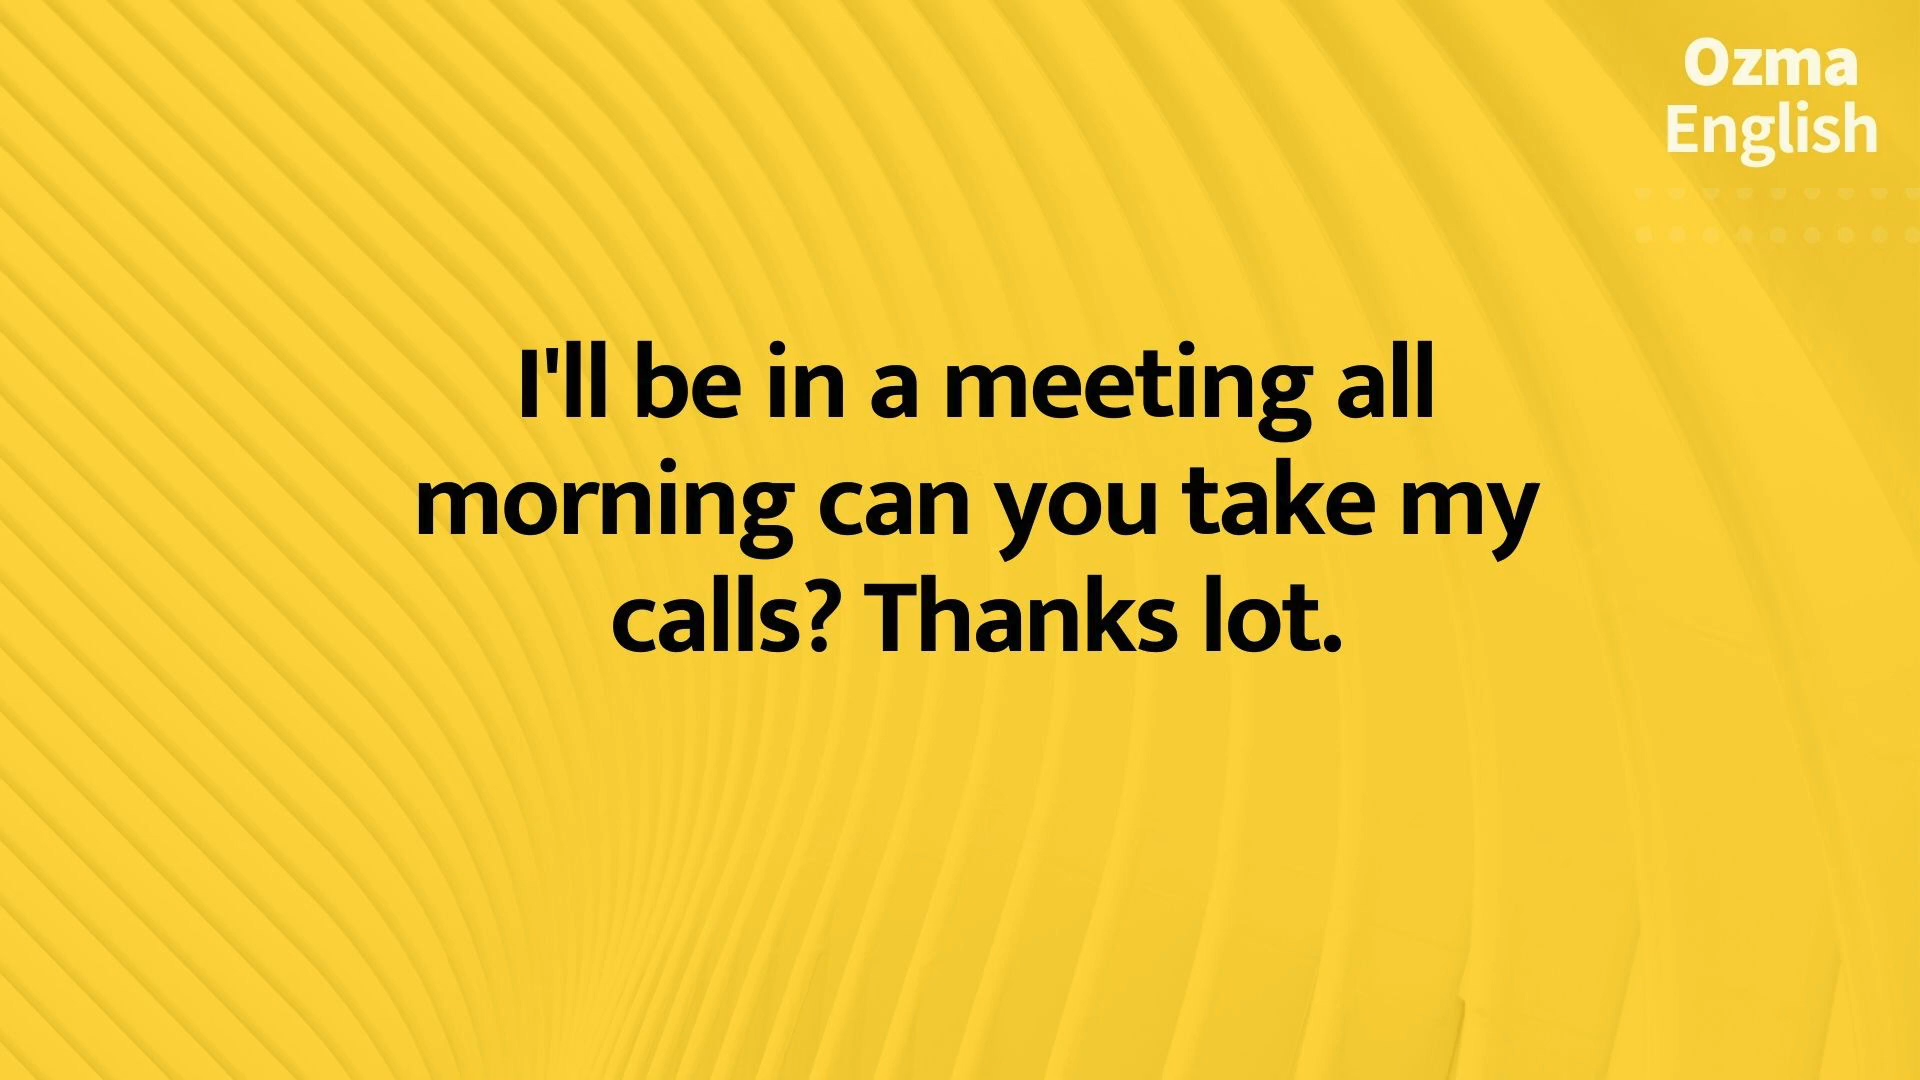 Ozma
English
I'll be in a meeting all
morning can you take my
calls? Thanks lot.